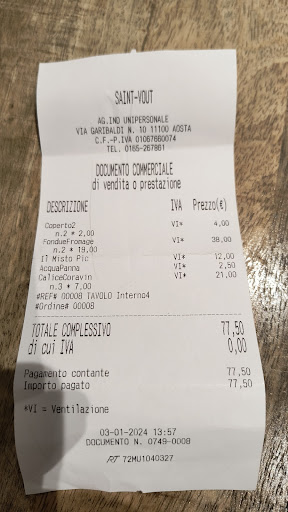 SAINT-VOUT
AG.IND UNIPERSONALE
VIA GARIBALDI N. 10 11100 AOSTA
C.F.-P.IVA 01067660074
TEL. 0165-267861
DOCUMENTO COMMERCIALE
di vendita o prestazione
DESCRIZIONE IVA Prezzo(€)
Coperto2 VI* 4,00
n.2 * 2,00
FondueFromage VI* 38,00
n.2 * 19,00
Il Misto Pic VI* 12,00
AcquaPanna VI* 2,50
CaliceCoravin VI* 21,00
n.3 * 7,00
#REF# 00008 TAVOLO Interno4
#Ordine# 00008
TOTALE COMPLESSIVO 77,50
di cui IVA 0,00
Pagamento contante 77,50
Importo pagato 77,50
*VI = Ventilazione
03-01-2024 13:57
DOCUMENTO N. 0749-0008
RT 72MU1040327